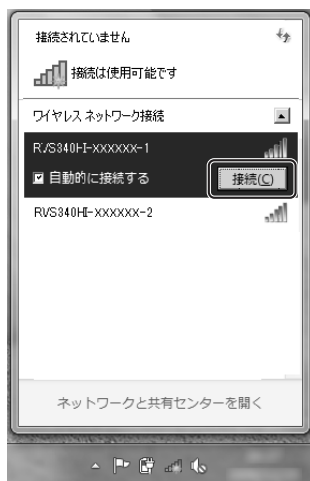 接続されていません
接続は使用可能です
ワイヤレス ネットワーク接続
RVS340HI-XXXXXX-1
自動的に接続する
接続(C)
RVS340HI-XXXXXX-2
ネットワークと共有センターを開く